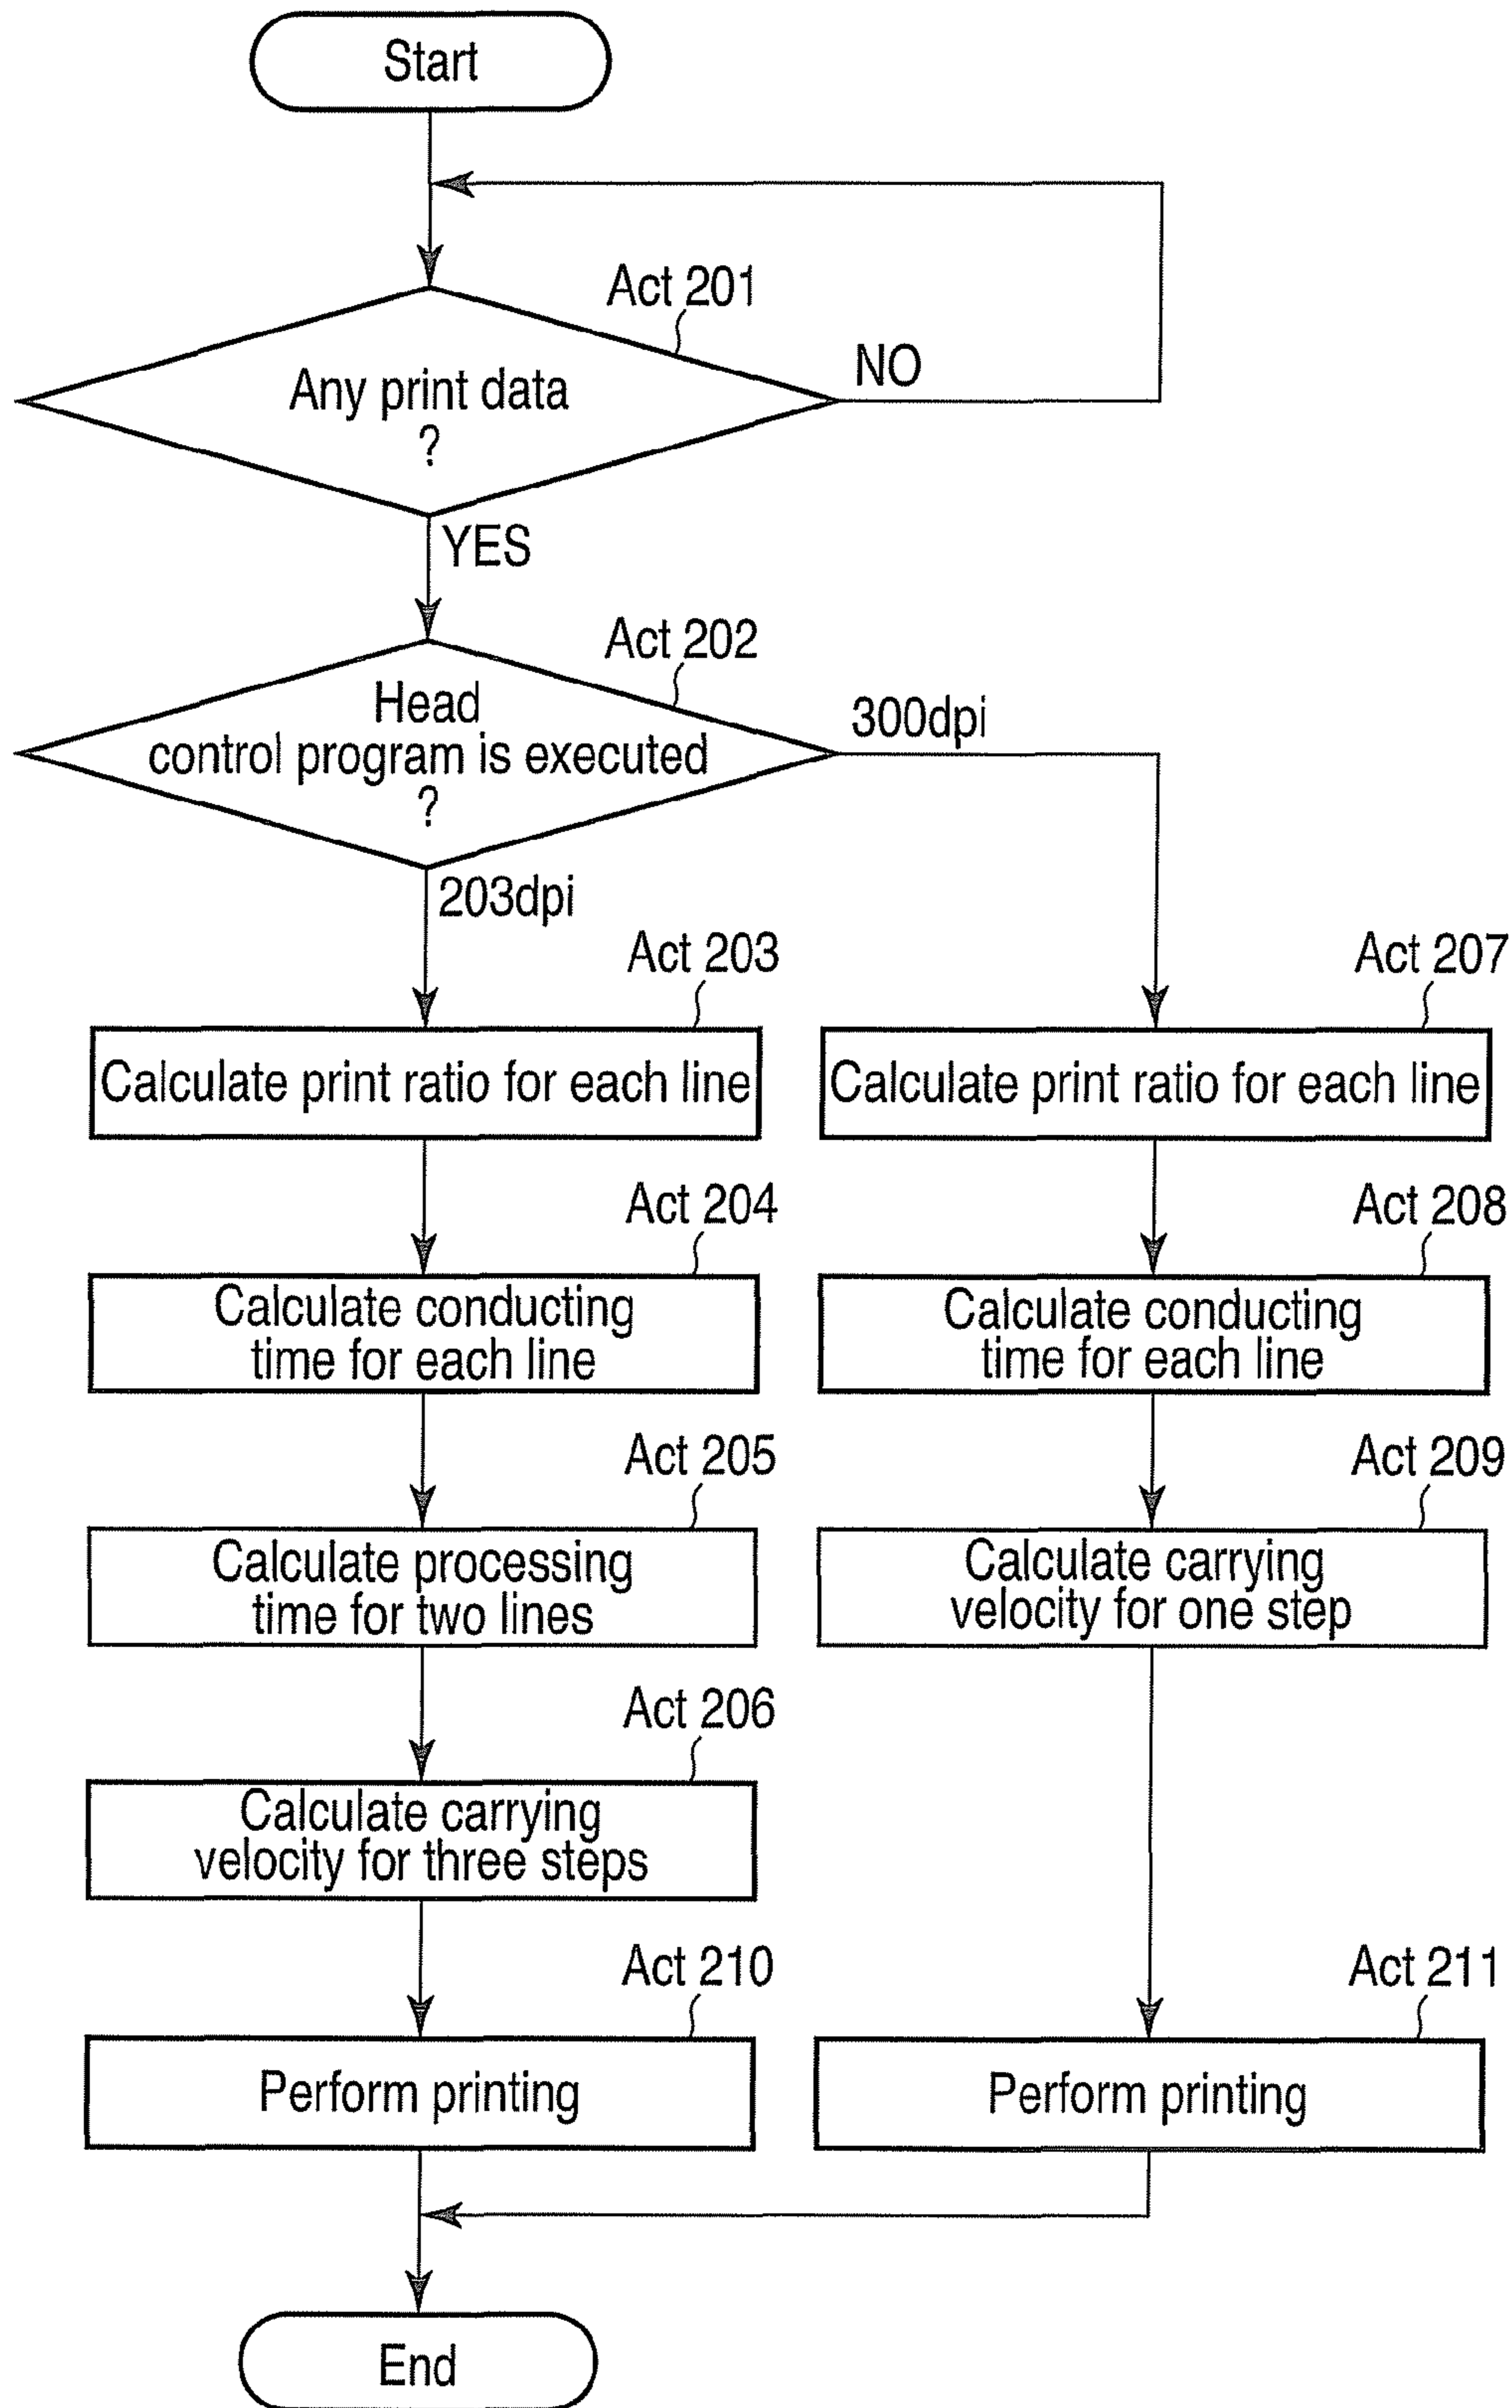 Start
Act 201
Any print data
?
NO
YES
Act 202
Head
control program is executed
?
300dpi
203dpi
Act 203
Calculate print ratio for each line
Act 207
Calculate print ratio for each line
Act 204
Calculate conducting
time for each line
Act 208
Calculate conducting
time for each line
Act 205
Calculate processing
time for two lines
Act 209
Calculate carrying
velocity for one step
Act 206
Calculate carrying
velocity for three steps
Act 210
Perform printing
Act 211
Perform printing
End